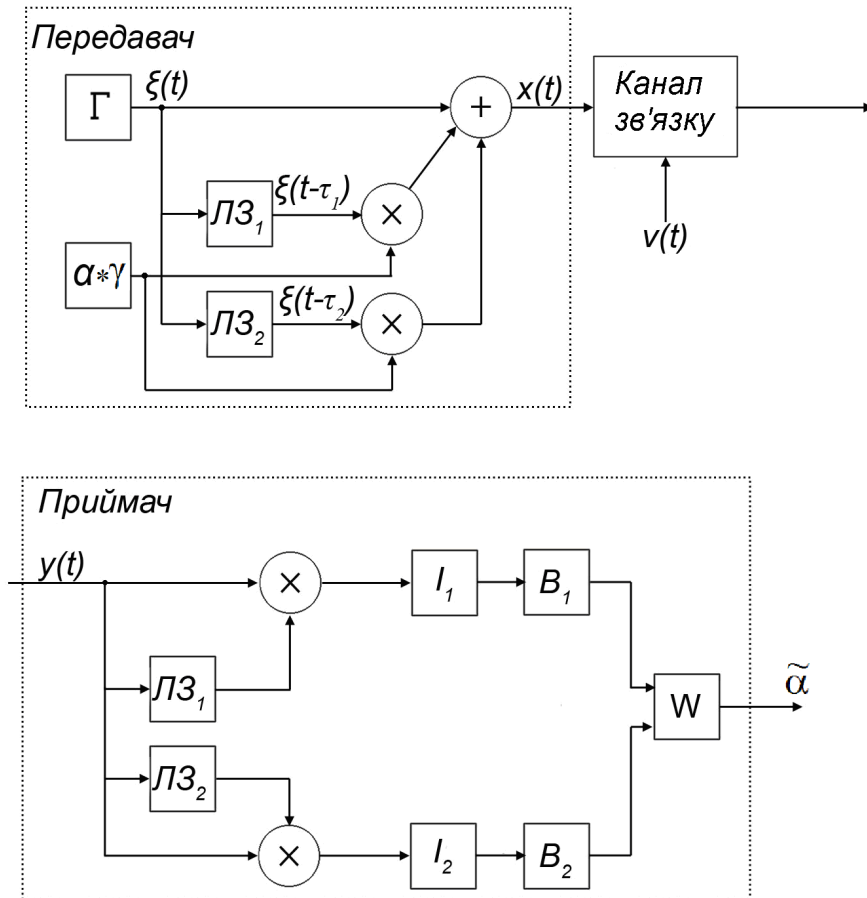 Передавач
Γ
ξ(t)
+
x(t)
Канал
зв'язку
ЛЗ₁
ξ(t-τ₁)
×
v(t)
α*γ
ЛЗ₂
ξ(t-τ₂)
×
Приймач
y(t)
×
I₁
B₁
ЛЗ₁
W
α̃
ЛЗ₂
×
I₂
B₂